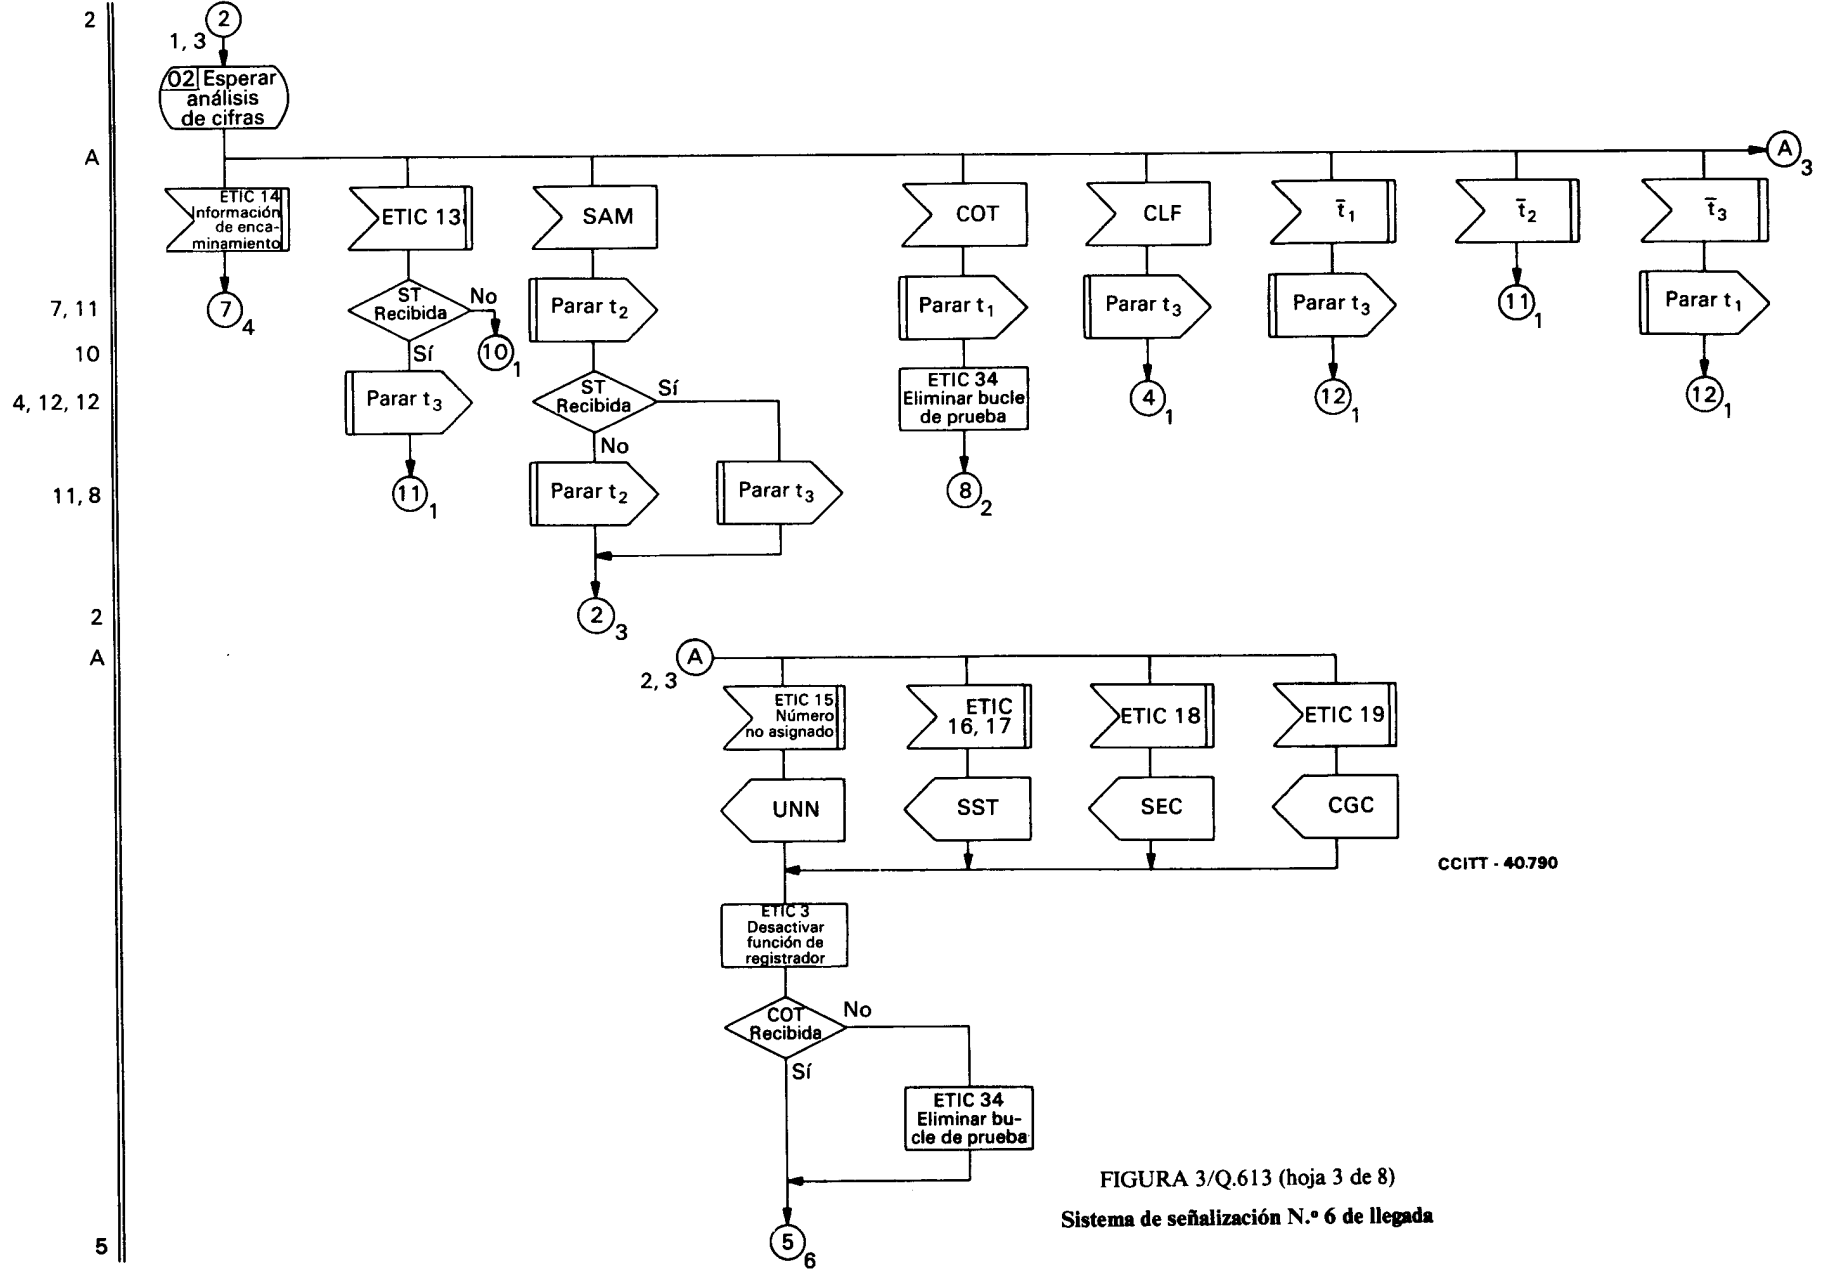 2
2
1, 3
02 Esperar
análisis
de cifras
A
A
3
ETIC 14
Información
de enca-
minamiento
ETIC 13
SAM
COT
CLF
t̅1
t̅2
t̅3
7, 11
7
4
ST
Recibida
No
Sí
10
1
Parar t2
Parar t1
Parar t3
Parar t3
11
1
Parar t1
10
4, 12, 12
Parar t3
ST
Recibida
Sí
No
ETIC 34
Eliminar bucle
de prueba
4
1
12
1
12
1
11, 8
11
1
Parar t2
Parar t3
8
2
2
2
3
A
A
2, 3
ETIC 15
Número
no asignado
ETIC
16, 17
ETIC 18
ETIC 19
UNN
SST
SEC
CGC
CCITT - 40.790
ETIC 3
Desactivar
función de
registrador
COT
Recibida
No
Sí
ETIC 34
Eliminar bu-
cle de prueba
5
5
6
FIGURA 3/Q.613 (hoja 3 de 8)
Sistema de señalización N.º 6 de llegada